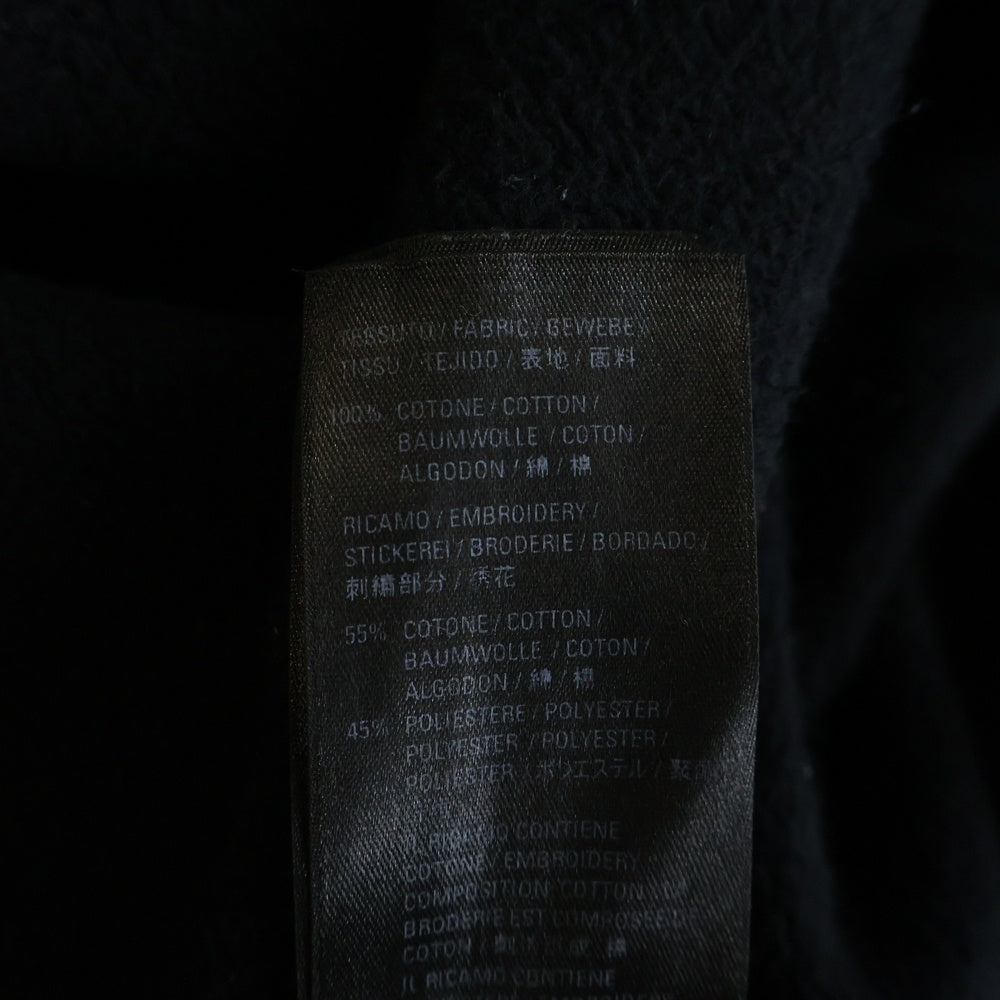 TESSUTO / FABRIC / GEWEBE /
TISSU / TEJIDO / 表地 / 面料
100% COTONE / COTTON /
BAUMWOLLE / COTON /
ALGODON / 綿 / 棉
RICAMO / EMBROIDERY /
STICKEREI / BRODERIE / BORDADO /
刺繍部分 / 绣花
55% COTONE / COTTON /
BAUMWOLLE / COTON /
ALGODON / 綿 / 棉
45% POLIESTERE / POLYESTER /
POLYESTER / POLYESTER /
POLIESTER / ポリエステル / 聚
IL RICAMO CONTIENE
COTONE / EMBROIDERY
COMPOSITION COTTON /
BRODERIE EST COMPOSÉE DE
COTON /
IL RICAMO CONTIENE